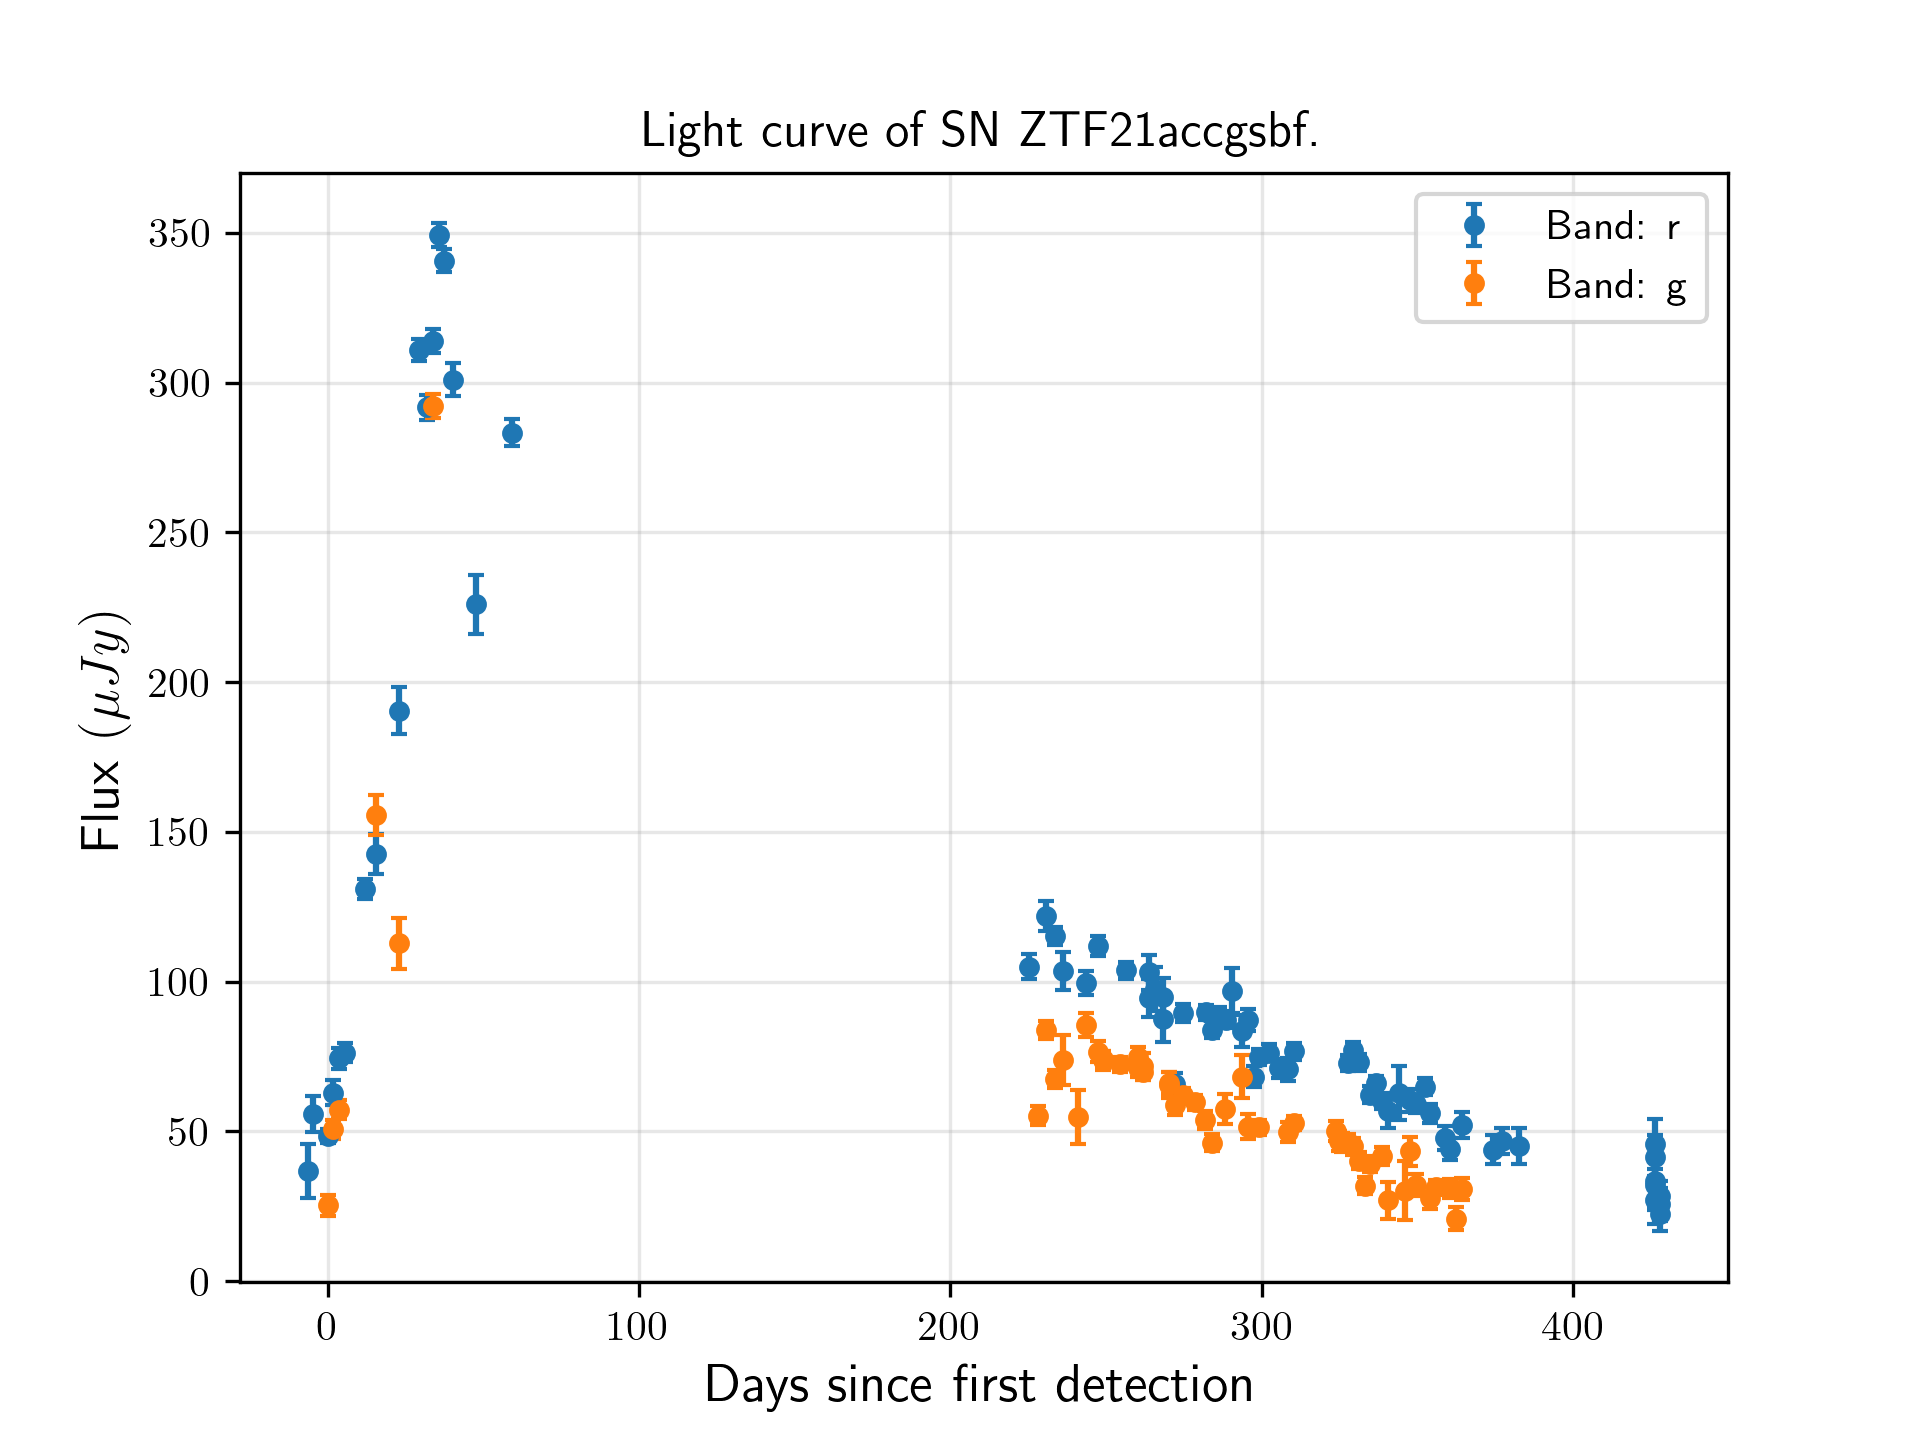 Light curve of SN ZTF21accgsbf.
Band: r
Band: g
350
300
250
200
150
100
50
0
Flux (μJy)
0 100 200 300 400
Days since first detection